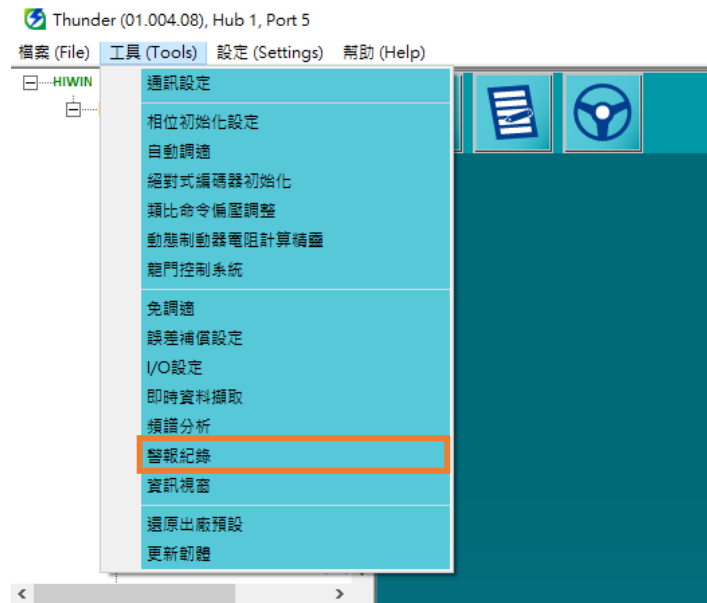 Thunder (01.004.08), Hub 1, Port 5
檔案 (File) 工具 (Tools) 設定 (Settings) 幫助 (Help)
HIWIN
通訊設定
相位初始化設定
自動調適
絕對式編碼器初始化
類比命令偏壓調整
動態制動器電阻計算精靈
龍門控制系統
免調適
誤差補償設定
I/O設定
即時資料擷取
頻譜分析
警報紀錄
資訊視窗
還原出廠預設
更新韌體